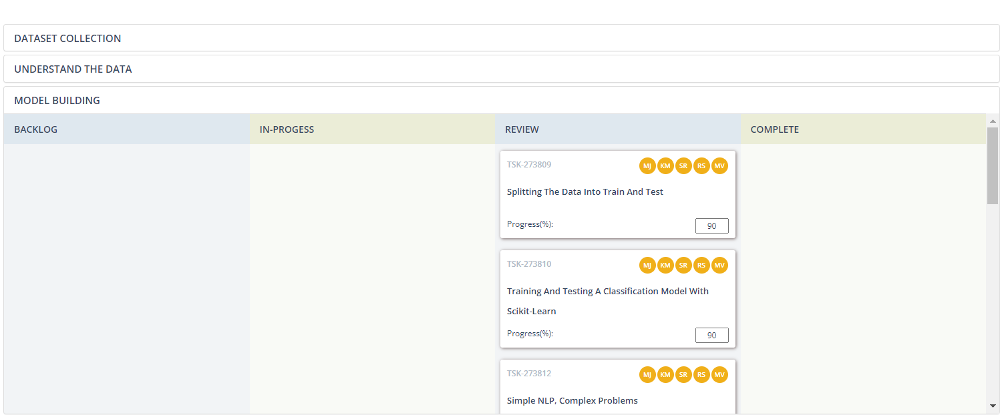 DATASET COLLECTION
UNDERSTAND THE DATA
MODEL BUILDING
BACKLOG
IN-PROGESS
REVIEW
COMPLETE
TSK-273809
MJ KM SR RS MV
Splitting The Data Into Train And Test
Progress(%):
90
TSK-273810
MJ KM SR RS MV
Training And Testing A Classification Model With
Scikit-Learn
Progress(%):
90
TSK-273812
MJ KM SR RS MV
Simple NLP, Complex Problems